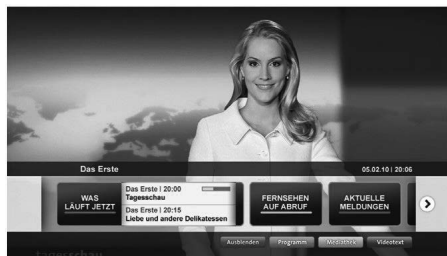 Das Erste
05.02.10 | 20:06
WAS
LÄUFT JETZT
Das Erste | 20:00
Tagesschau
Das Erste | 20:15
Liebe und andere Delikatessen
FERNSEHEN
AUF ABRUF
AKTUELLE
MELDUNGEN
Ausblenden
Programm
Mediathek
Videotext
tagesschau